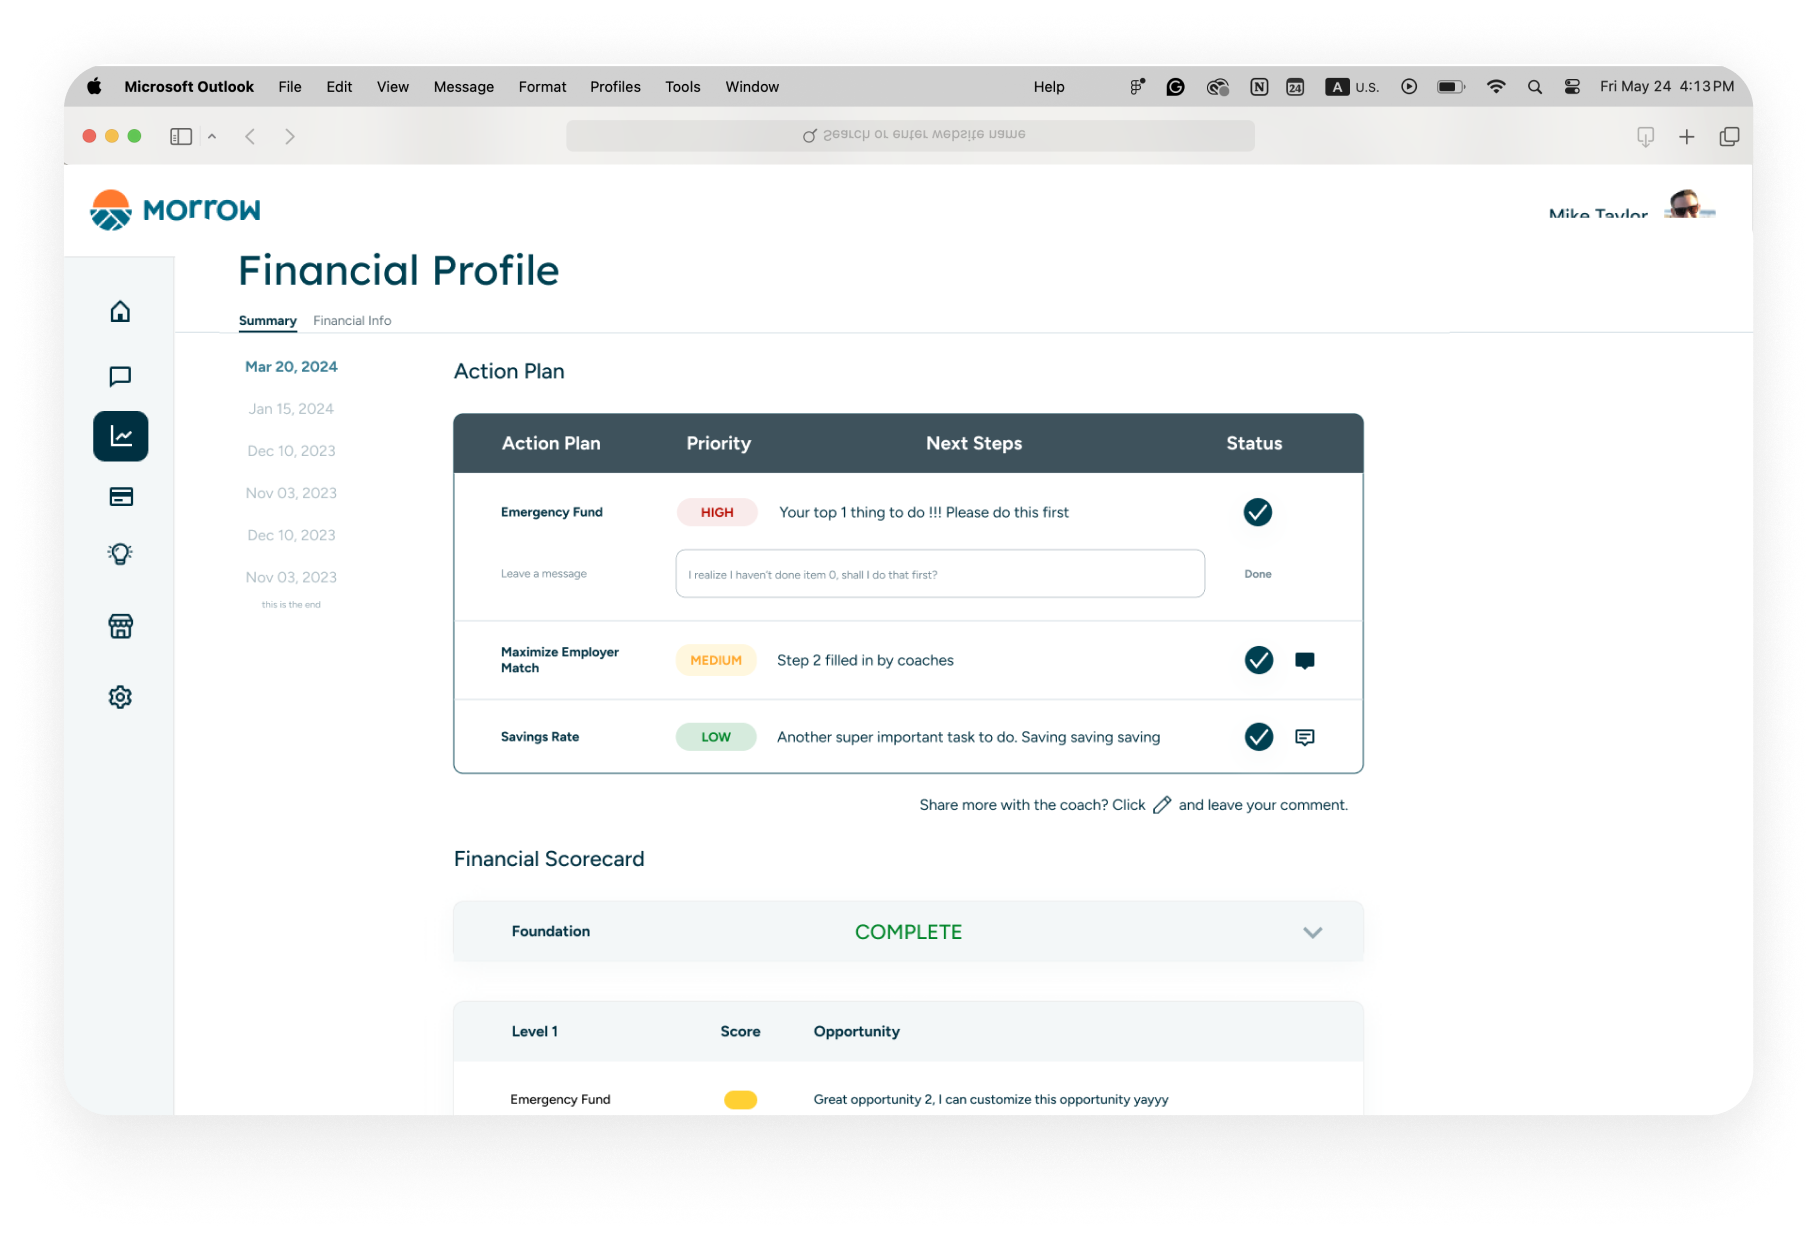 Microsoft Outlook File Edit View Message Format Profiles Tools Window Help 24 A U.S. Fri May 24 4:13 PM
Search or enter website name
MORROW
Mike Taylor
Financial Profile
Summary Financial Info
Mar 20, 2024
Jan 15, 2024
Dec 10, 2023
Nov 03, 2023
Dec 10, 2023
Nov 03, 2023
this is the end
Action Plan
Action Plan Priority Next Steps Status
Emergency Fund HIGH Your top 1 thing to do !!! Please do this first
Leave a message I realize I haven't done item 0, shall I do that first? Done
Maximize Employer
Match MEDIUM Step 2 filled in by coaches
Savings Rate LOW Another super important task to do. Saving saving saving
Share more with the coach? Click and leave your comment.
Financial Scorecard
Foundation COMPLETE
Level 1 Score Opportunity
Emergency Fund Great opportunity 2, I can customize this opportunity yayyy